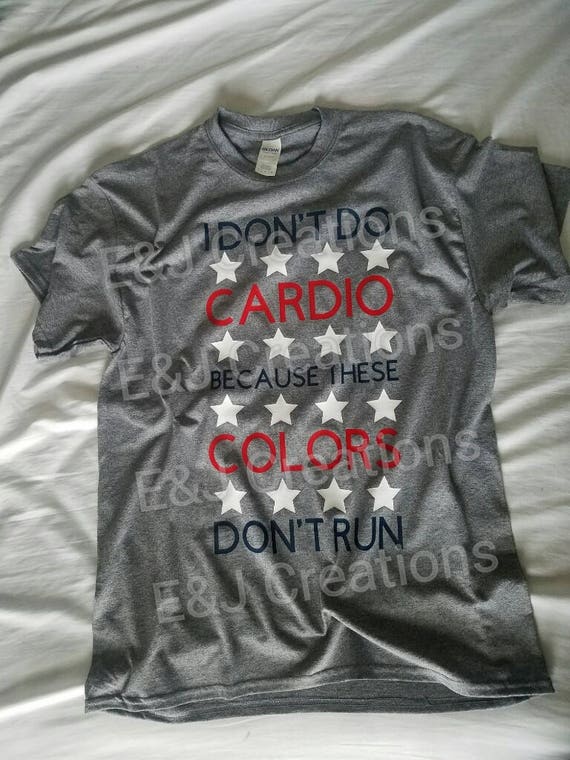 I DON'T DO
CARDIO
BECAUSE THESE
COLORS
DON'T RUN
E&J Creations
E&J Creations
E&J Creations
E&J Creations